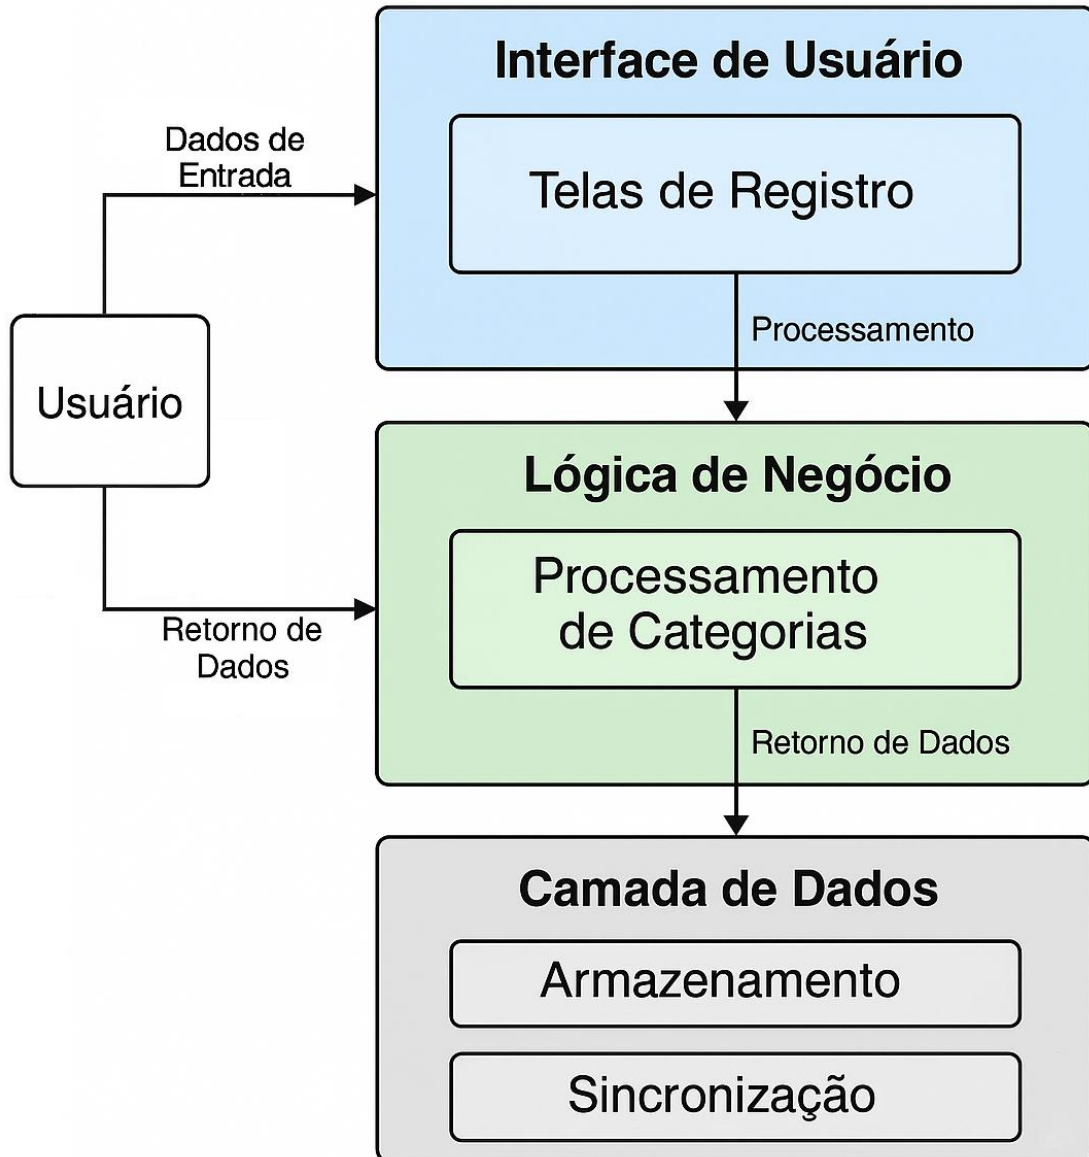 Interface de Usuário
Dados de
Entrada
Telas de Registro
Processamento
Usuário
Lógica de Negócio
Processamento
de Categorias
Retorno de
Dados
Retorno de Dados
Camada de Dados
Armazenamento
Sincronização